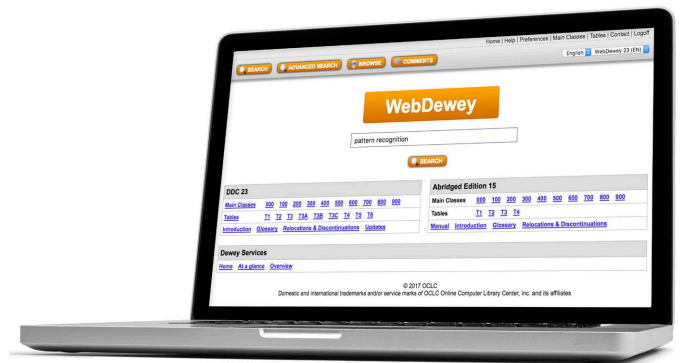 Home | Help | Preferences | Main Classes | Tables | Contact | Logoff
SEARCH ADVANCED SEARCH BROWSE COMMENTS English WebDewey 23 (EN)
WebDewey
pattern recognition
SEARCH
DDC 23
Main Classes 000 100 200 300 400 500 600 700 800 900
Tables T1 T2 T3 T3A T3B T3C T4 T5 T6
Introduction Glossary Relocations & Discontinuations Updates
Abridged Edition 15
Main Classes 000 100 200 300 400 500 600 700 800 900
Tables T1 T2 T3 T4
Manual Introduction Glossary Relocations & Discontinuations
Dewey Services
Home At a glance Overview
© 2017 OCLC
Domestic and international trademarks and/or service marks of OCLC Online Computer Library Center, Inc. and its affiliates